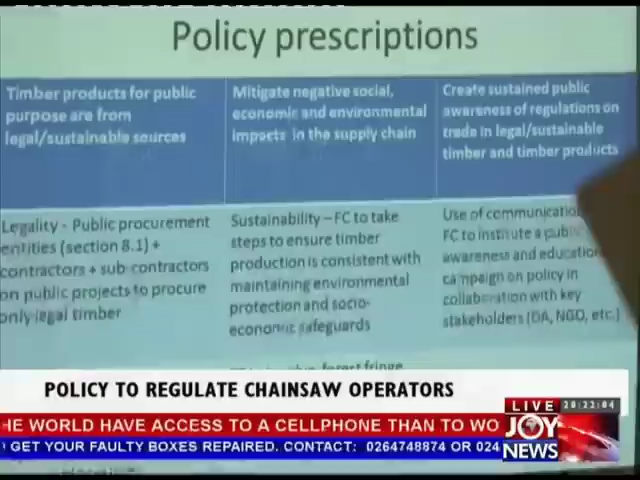 Policy prescriptions
Timber products for public
purpose are from
legal/sustainable sources
Mitigate negative social,
economic and environmental
impacts in the supply chain
Create sustained public
awareness of regulations on
trade in legal/sustainable
timber and timber products
Legality - Public procurement
entities (section 8.1) +
contractors + sub-contractors
on public projects to procure
only legal timber
Sustainability – FC to take
steps to ensure timber
production is consistent with
maintaining environmental
protection and socio-
economic safeguards
Use of communication
FC to institute a public
awareness and education
campaign on policy in
collaboration with key
stakeholders (DA, NGO, etc.)
forest fringe
POLICY TO REGULATE CHAINSAW OPERATORS
LIVE 20:22:04
HE WORLD HAVE ACCESS TO A CELLPHONE THAN TO WO
JOY
NEWS
GET YOUR FAULTY BOXES REPAIRED. CONTACT: 0264748874 OR 024